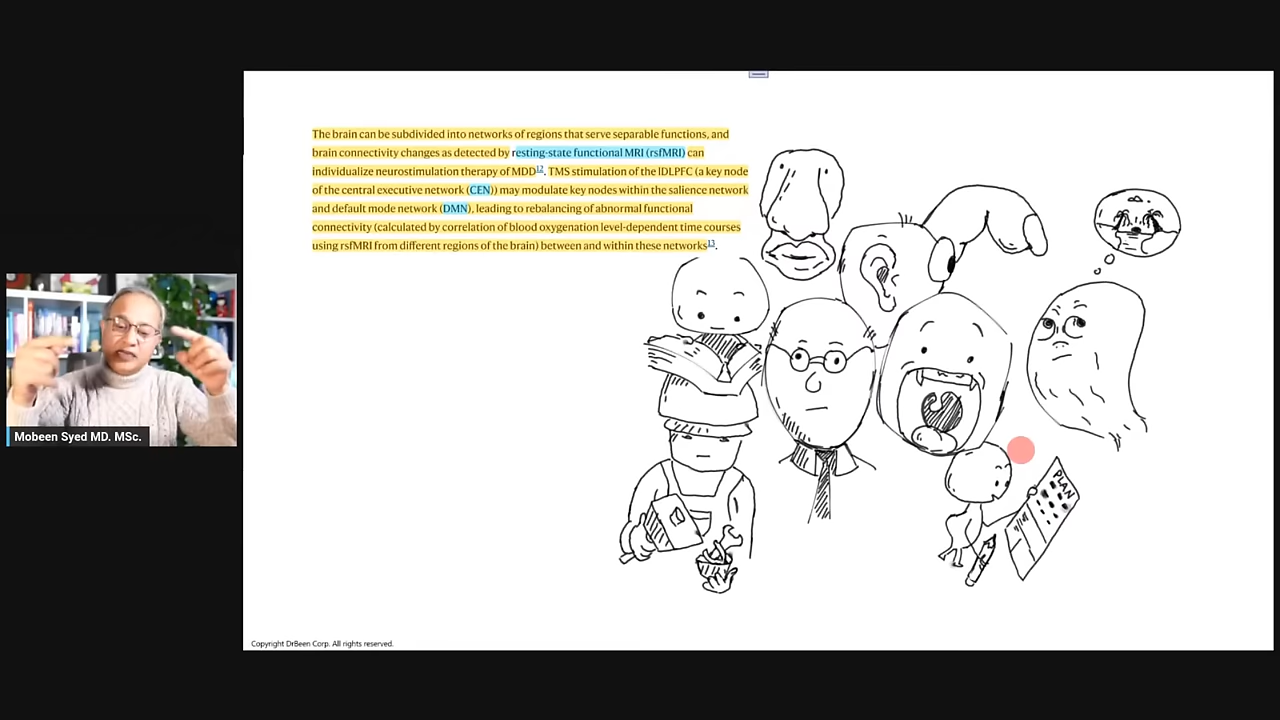 The brain can be subdivided into networks of regions that serve separable functions, and
brain connectivity changes as detected by resting-state functional MRI (rsfMRI) can
individualize neurostimulation therapy of MDD12. TMS stimulation of the lDLPFC (a key node
of the central executive network (CEN)) may modulate key nodes within the salience network
and default mode network (DMN), leading to rebalancing of abnormal functional
connectivity (calculated by correlation of blood oxygenation level-dependent time courses
using rsfMRI from different regions of the brain) between and within these networks13.
PLAN
Mobeen Syed MD. MSc.
Copyright DrBeen Corp. All rights reserved.